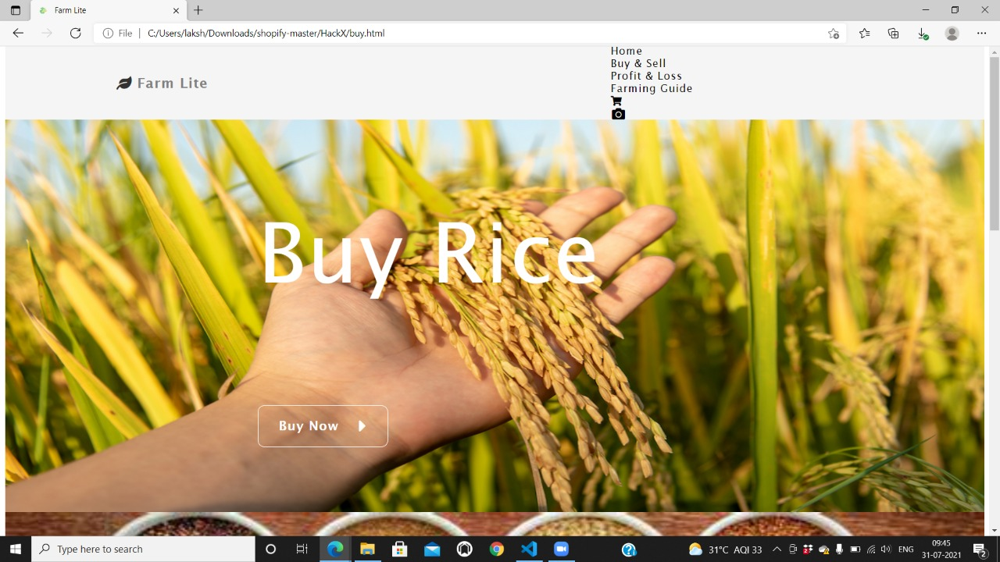 Farm Lite
File
C:/Users/laksh/Downloads/shopify-master/HackX/buy.html
Farm Lite
Home
Buy & Sell
Profit & Loss
Farming Guide
Buy Rice
Buy Now
Type here to search
31°C AQI 33
ENG
09:45
31-07-2021
2